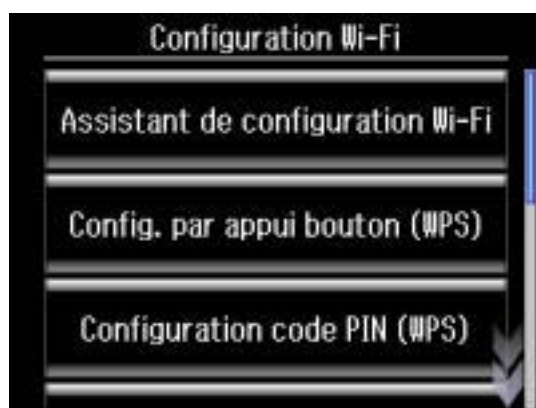 Configuration Wi-Fi
Assistant de configuration Wi-Fi
Config. par appui bouton (WPS)
Configuration code PIN (WPS)